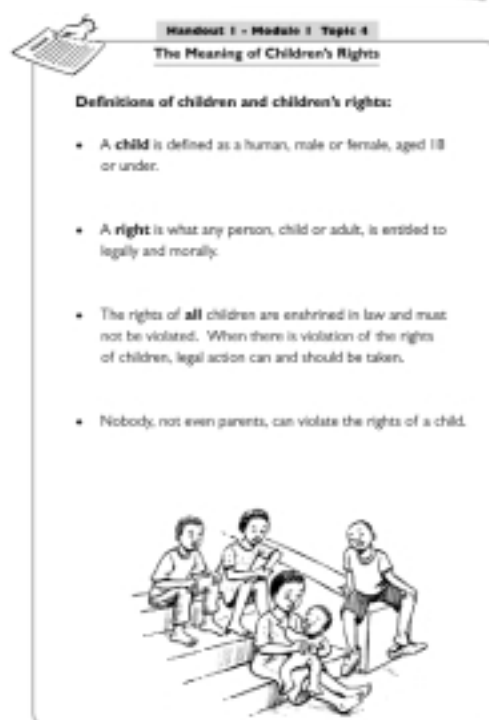 Handout 1 - Module 1 Topic 4
The Meaning of Children's Rights
Definitions of children and children's rights:
• A child is defined as a human, male or female, aged 18
or under.
• A right is what any person, child or adult, is entitled to
legally and morally.
• The rights of all children are enshrined in law and must
not be violated. When there is violation of the rights
of children, legal action can and should be taken.
• Nobody, not even parents, can violate the rights of a child.